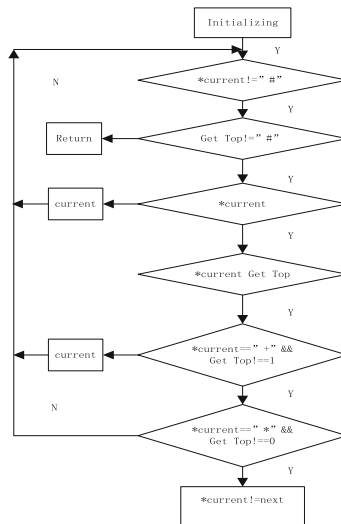 Initializing
Y
*current!=”#”
N
Y
Get Top!=”#”
Return
Y
*current
current
Y
*current Get Top
Y
*current==”+”&&
Get Top!==1
current
Y
N
*current==”*”&&
Get Top!==0
Y
*current!=next